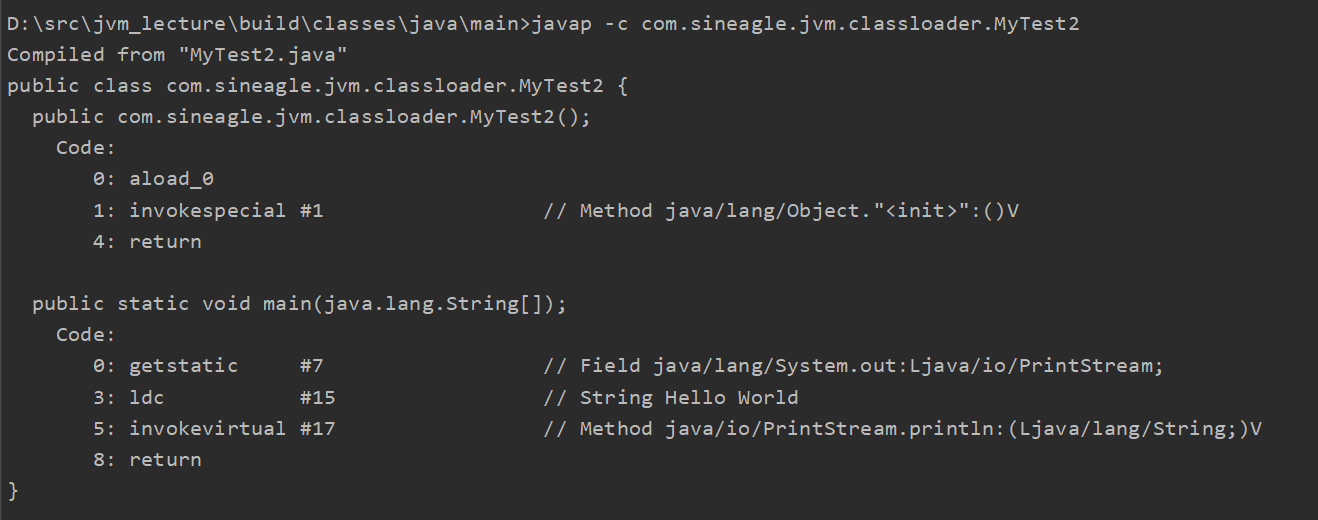 D:\src\jvm_lecture\build\classes\java\main>javap -c com.sineagle.jvm.classloader.MyTest2
Compiled from "MyTest2.java"
public class com.sineagle.jvm.classloader.MyTest2 {
  public com.sineagle.jvm.classloader.MyTest2();
    Code:
       0: aload_0
       1: invokespecial #1                  // Method java/lang/Object."<init>":()V
       4: return

  public static void main(java.lang.String[]);
    Code:
       0: getstatic     #7                  // Field java/lang/System.out:Ljava/io/PrintStream;
       3: ldc           #15                 // String Hello World
       5: invokevirtual #17                 // Method java/io/PrintStream.println:(Ljava/lang/String;)V
       8: return
}